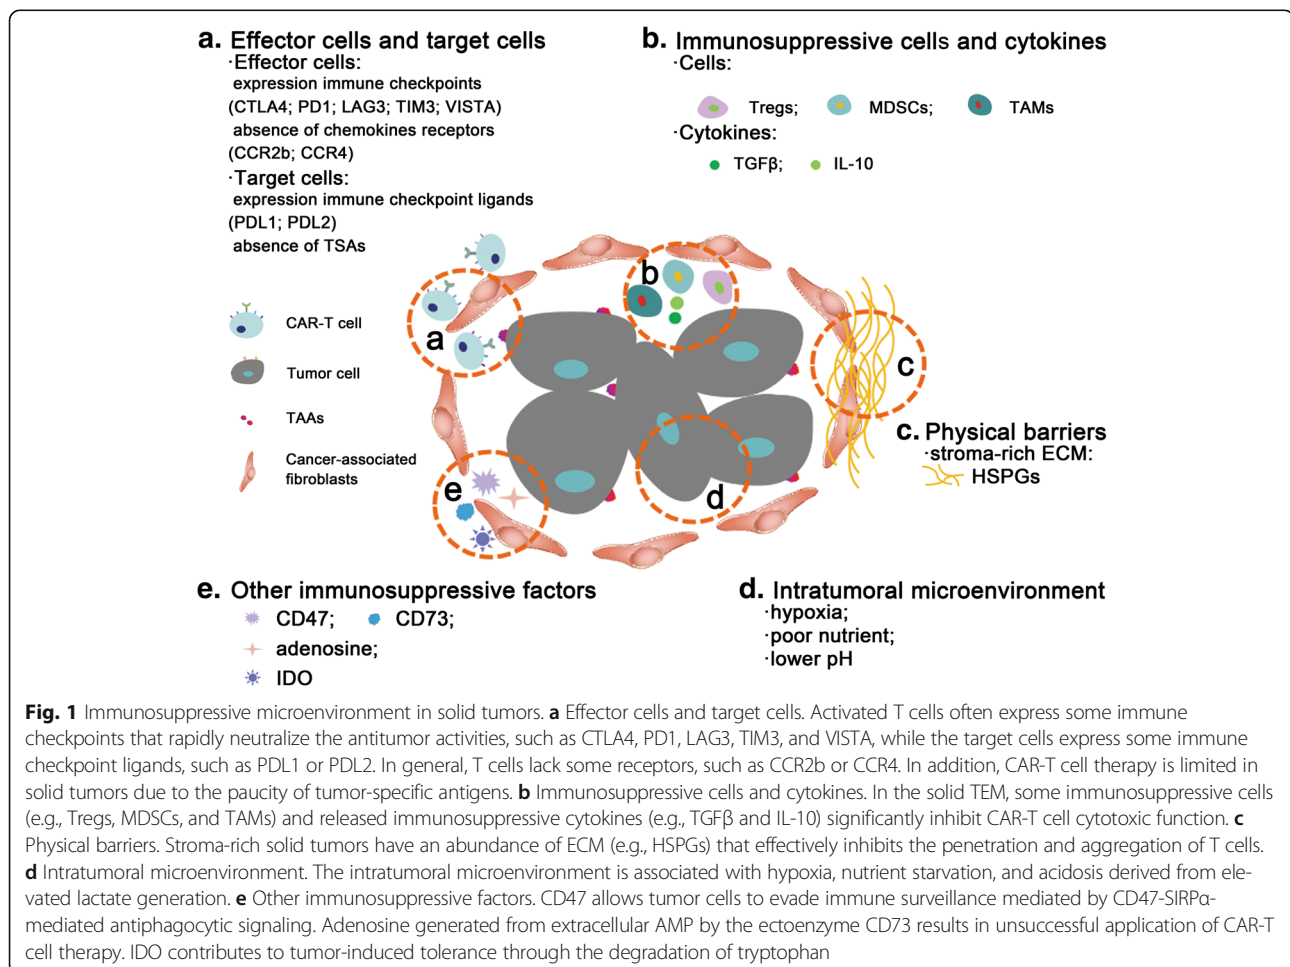 a. Effector cells and target cells
·Effector cells:
expression immune checkpoints
(CTLA4; PD1; LAG3; TIM3; VISTA)
absence of chemokines receptors
(CCR2b; CCR4)
·Target cells:
expression immune checkpoint ligands
(PDL1; PDL2)
absence of TSAs
b. Immunosuppressive cells and cytokines
·Cells:
Tregs; MDSCs; TAMs
·Cytokines:
TGFβ; IL-10
CAR-T cell
Tumor cell
TAAs
Cancer-associated
fibroblasts
a
b
c
d
e
c. Physical barriers
·stroma-rich ECM:
HSPGs
e. Other immunosuppressive factors
CD47; CD73;
adenosine;
IDO
d. Intratumoral microenvironment
·hypoxia;
·poor nutrient;
·lower pH
Fig. 1 Immunosuppressive microenvironment in solid tumors. a Effector cells and target cells. Activated T cells often express some immune
checkpoints that rapidly neutralize the antitumor activities, such as CTLA4, PD1, LAG3, TIM3, and VISTA, while the target cells express some immune
checkpoint ligands, such as PDL1 or PDL2. In general, T cells lack some receptors, such as CCR2b or CCR4. In addition, CAR-T cell therapy is limited in
solid tumors due to the paucity of tumor-specific antigens. b Immunosuppressive cells and cytokines. In the solid TEM, some immunosuppressive cells
(e.g., Tregs, MDSCs, and TAMs) and released immunosuppressive cytokines (e.g., TGFβ and IL-10) significantly inhibit CAR-T cell cytotoxic function. c
Physical barriers. Stroma-rich solid tumors have an abundance of ECM (e.g., HSPGs) that effectively inhibits the penetration and aggregation of T cells.
d Intratumoral microenvironment. The intratumoral microenvironment is associated with hypoxia, nutrient starvation, and acidosis derived from ele-
vated lactate generation. e Other immunosuppressive factors. CD47 allows tumor cells to evade immune surveillance mediated by CD47-SIRPα-
mediated antiphagocytic signaling. Adenosine generated from extracellular AMP by the ectoenzyme CD73 results in unsuccessful application of CAR-T
cell therapy. IDO contributes to tumor-induced tolerance through the degradation of tryptophan